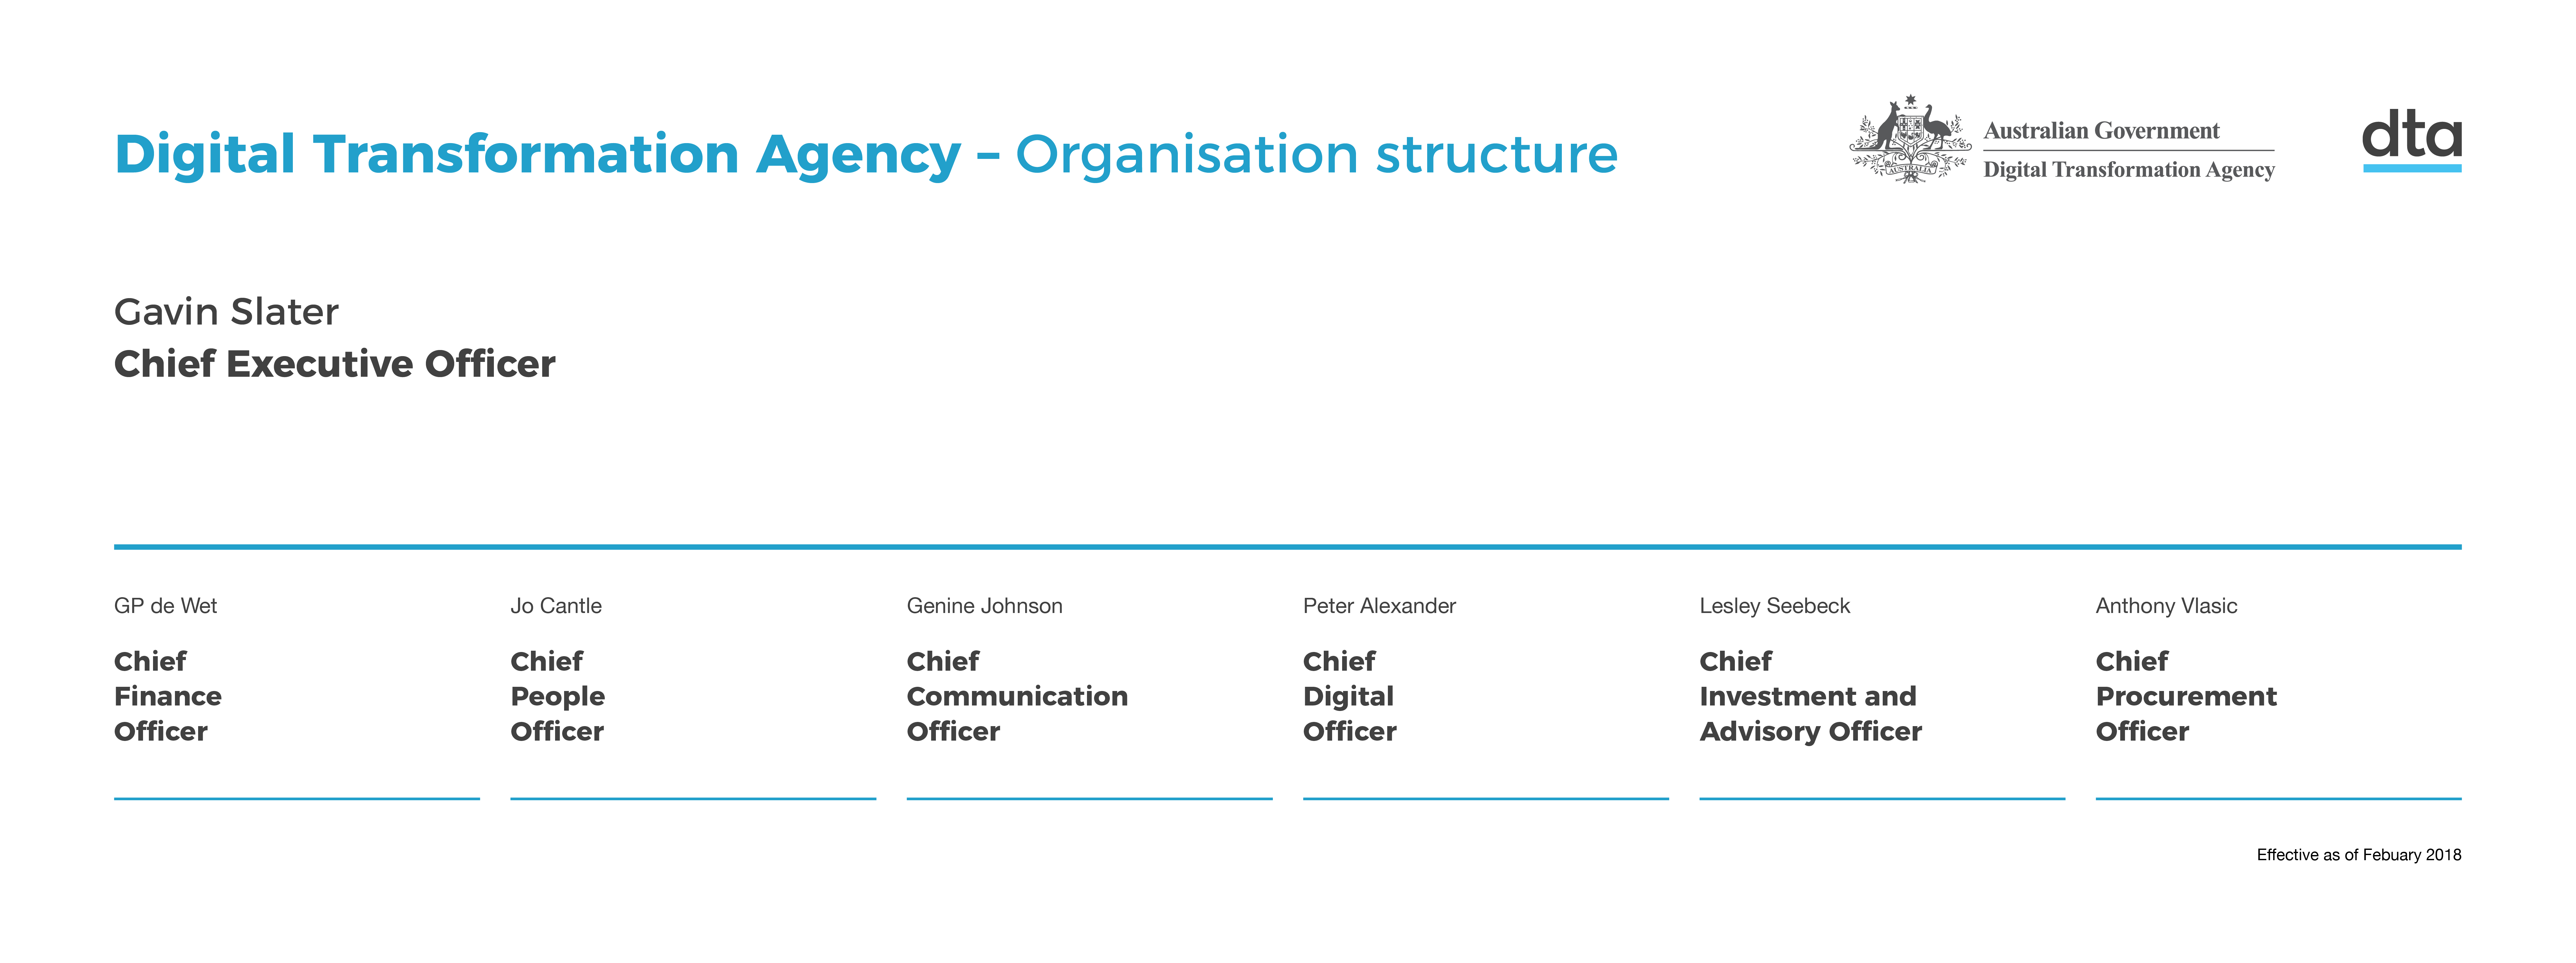 Digital Transformation Agency – Organisation structure
AUSTRALIA
Australian Government
Digital Transformation Agency
dta
Gavin Slater
Chief Executive Officer
GP de Wet
Chief
Finance
Officer
Jo Cantle
Chief
People
Officer
Genine Johnson
Chief
Communication
Officer
Peter Alexander
Chief
Digital
Officer
Lesley Seebeck
Chief
Investment and
Advisory Officer
Anthony Vlasic
Chief
Procurement
Officer
Effective as of Febuary 2018